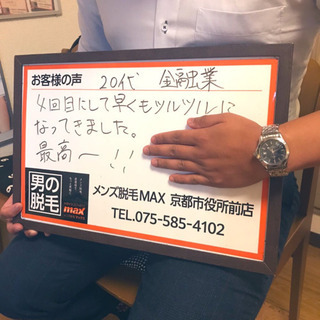 お客様の声 20代 金融業
4回目にして早くもツルツルに
なってきました。
最高〜!!
男の
脱毛
max
メンズ脱毛MAX 京都市役所前店
TEL.075-585-4102